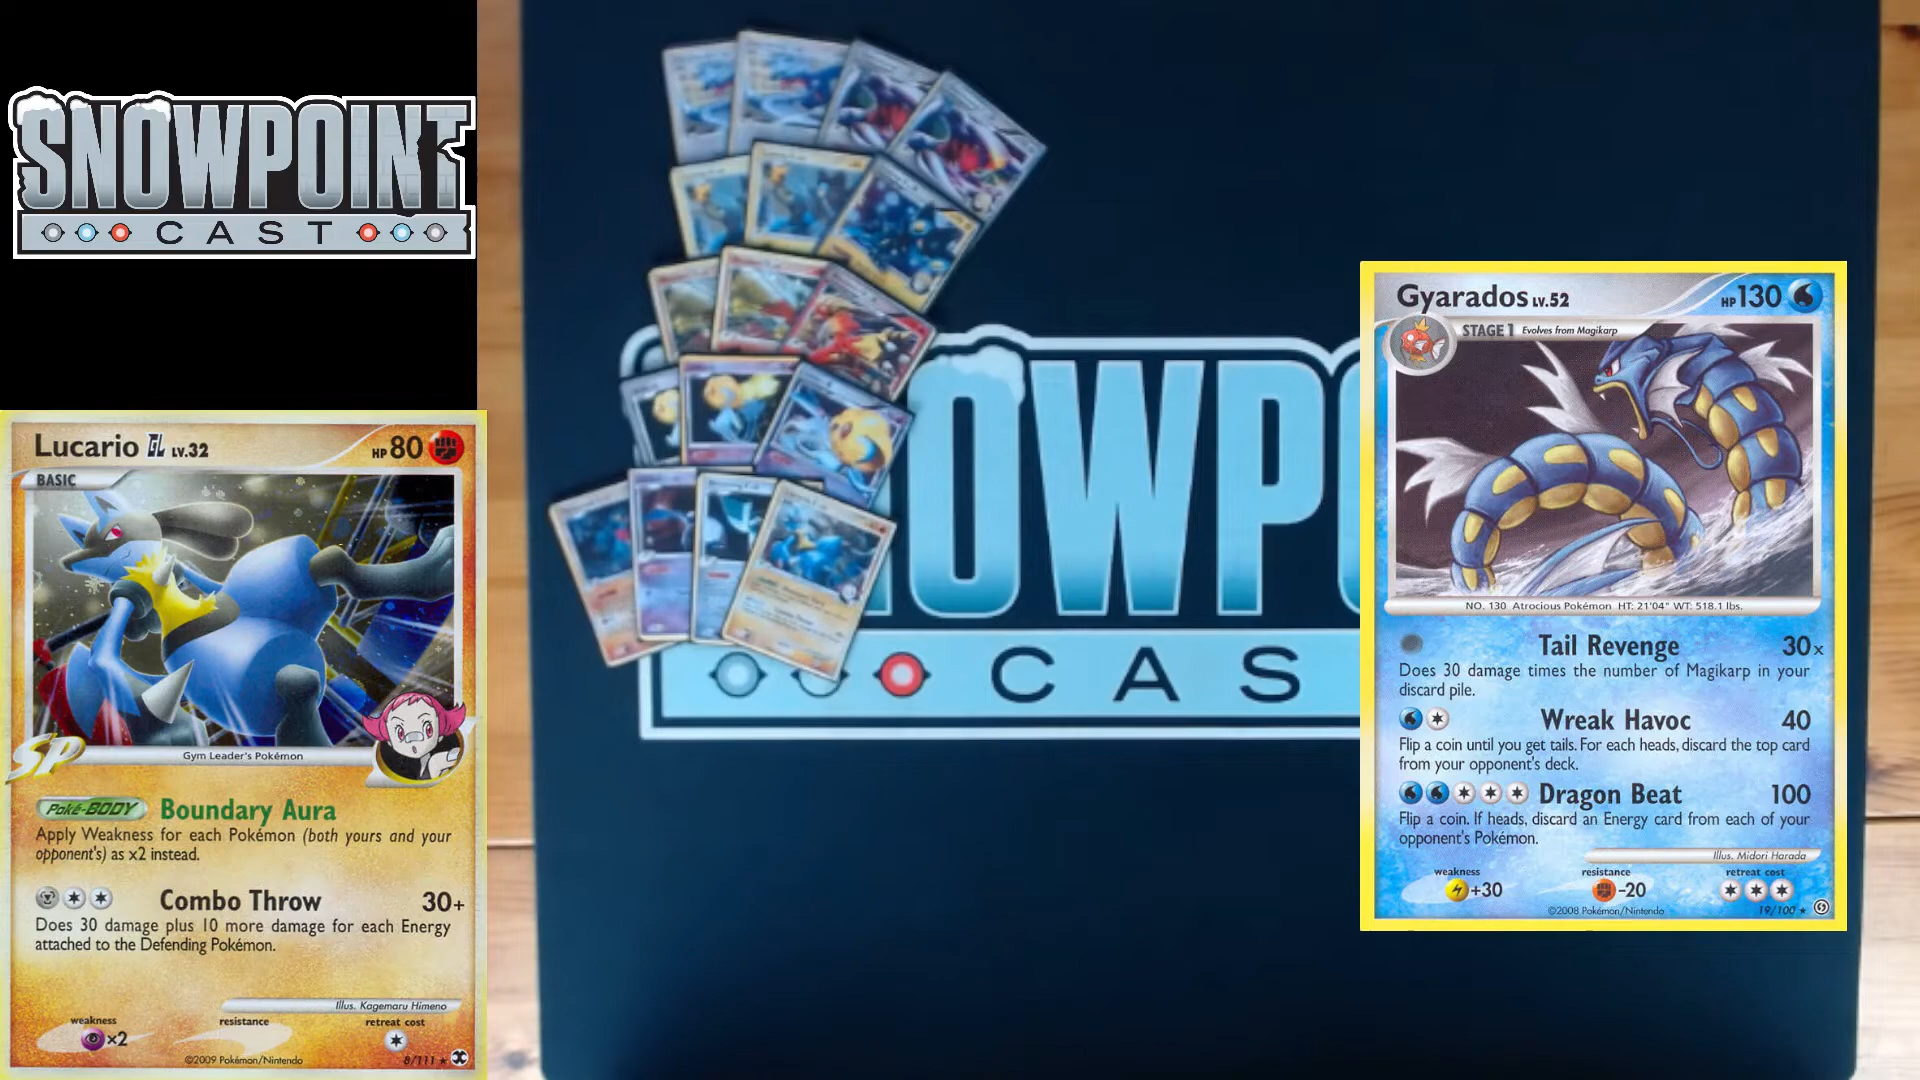 SNOWPOINT
CAST
Lucario GL LV.32
HP 80
BASIC
Gym Leader's Pokémon
SP
Poké-BODY Boundary Aura
Apply Weakness for each Pokémon (both yours and your
opponent's) as x2 instead.
Combo Throw 30+
Does 30 damage plus 10 more damage for each Energy
attached to the Defending Pokémon.
Illus. Kagemaru Himeno
weakness resistance retreat cost
×2
©2009 Pokémon/Nintendo 8/111
NOWP
CAS
Gyarados LV.52 HP 130
STAGE 1 Evolves from Magikarp
NO. 130 Atrocious Pokémon HT: 21'04" WT: 518.1 lbs.
Tail Revenge 30×
Does 30 damage times the number of Magikarp in your
discard pile.
Wreak Havoc 40
Flip a coin until you get tails. For each heads, discard the top card
from your opponent's deck.
Dragon Beat 100
Flip a coin. If heads, discard an Energy card from each of your
opponent's Pokémon.
Illus. Midori Harada
weakness resistance retreat cost
+30 -20
©2008 Pokémon/Nintendo 19/100